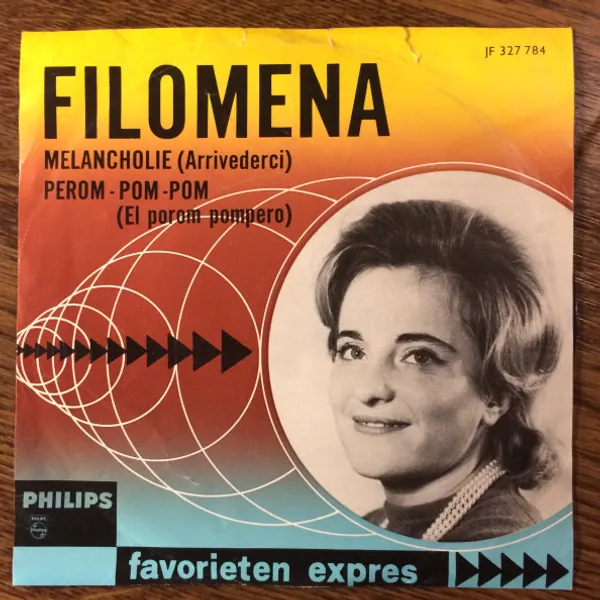 JF 327 784
FILOMENA
MELANCHOLIE (Arrivederci)
PEROM-POM-POM
(El porom pompero)
PHILIPS
PHILIPS
favorieten expres